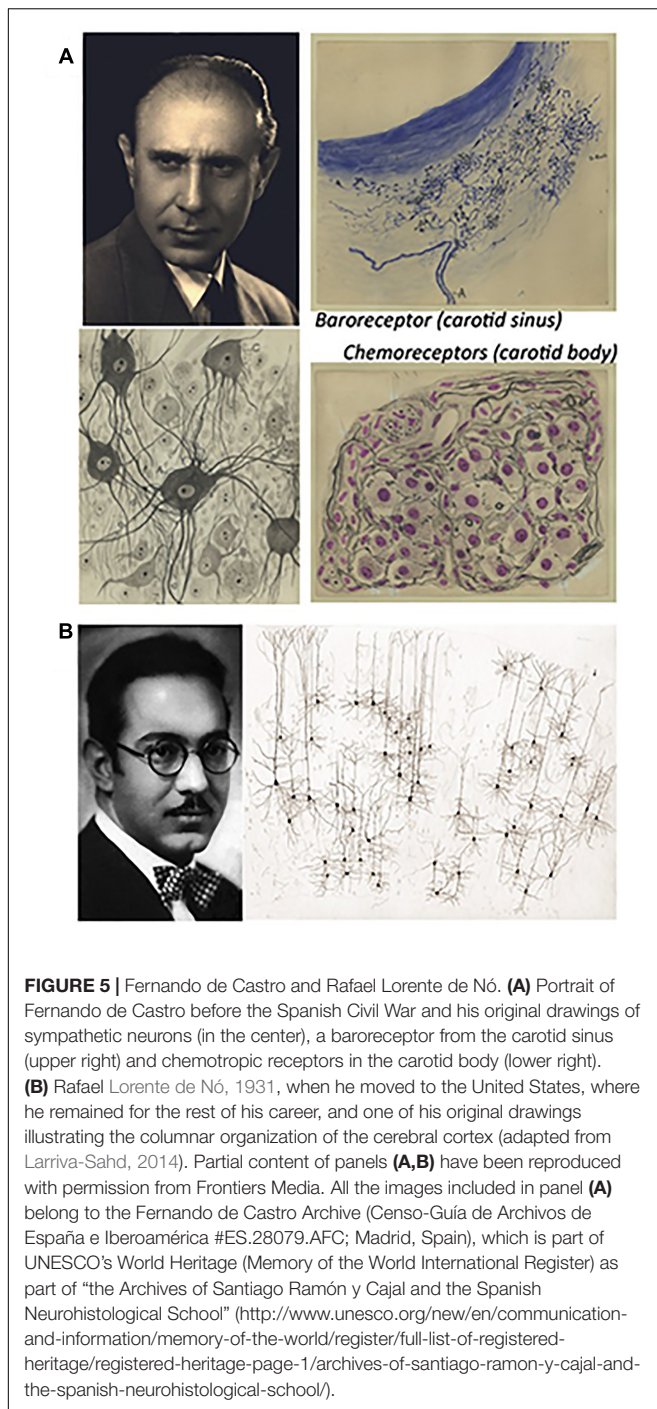 A
Baroreceptor (carotid sinus)
Chemoreceptors (carotid body)
B
FIGURE 5 | Fernando de Castro and Rafael Lorente de Nó. (A) Portrait of
Fernando de Castro before the Spanish Civil War and his original drawings of
sympathetic neurons (in the center), a baroreceptor from the carotid sinus
(upper right) and chemotropic receptors in the carotid body (lower right).
(B) Rafael Lorente de Nó, 1931, when he moved to the United States, where
he remained for the rest of his career, and one of his original drawings
illustrating the columnar organization of the cerebral cortex (adapted from
Larriva-Sahd, 2014). Partial content of panels (A,B) have been reproduced
with permission from Frontiers Media. All the images included in panel (A)
belong to the Fernando de Castro Archive (Censo-Guía de Archivos de
España e Iberoamérica #ES.28079.AFC; Madrid, Spain), which is part of
UNESCO's World Heritage (Memory of the World International Register) as
part of "the Archives of Santiago Ramón y Cajal and the Spanish
Neurohistological School" (http://www.unesco.org/new/en/communication-
and-information/memory-of-the-world/register/full-list-of-registered-
heritage/registered-heritage-page-1/archives-of-santiago-ramon-y-cajal-and-
the-spanish-neurohistological-school/).